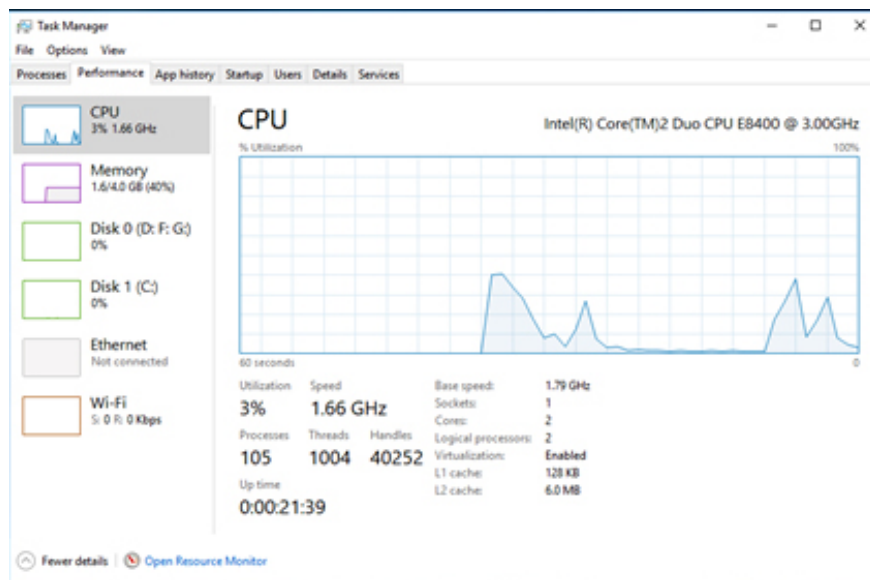 Task Manager
File Options View
Processes Performance App history Startup Users Details Services
CPU
3% 1.66 GHz
Memory
1.6/4.0 GB (40%)
Disk 0 (D: F: G:)
0%
Disk 1 (C:)
0%
Ethernet
Not connected
Wi-Fi
S: 0 R: 0 Kbps
CPU
Intel(R) Core(TM)2 Duo CPU E8400 @ 3.00GHz
% Utilization 100%
60 seconds 0
Utilization Speed
3% 1.66 GHz
Processes Threads Handles
105 1004 40252
Up time
0:00:21:39
Base speed: 1.79 GHz
Sockets: 1
Cores: 2
Logical processors: 2
Virtualization: Enabled
L1 cache: 128 KB
L2 cache: 6.0 MB
Fewer details Open Resource Monitor